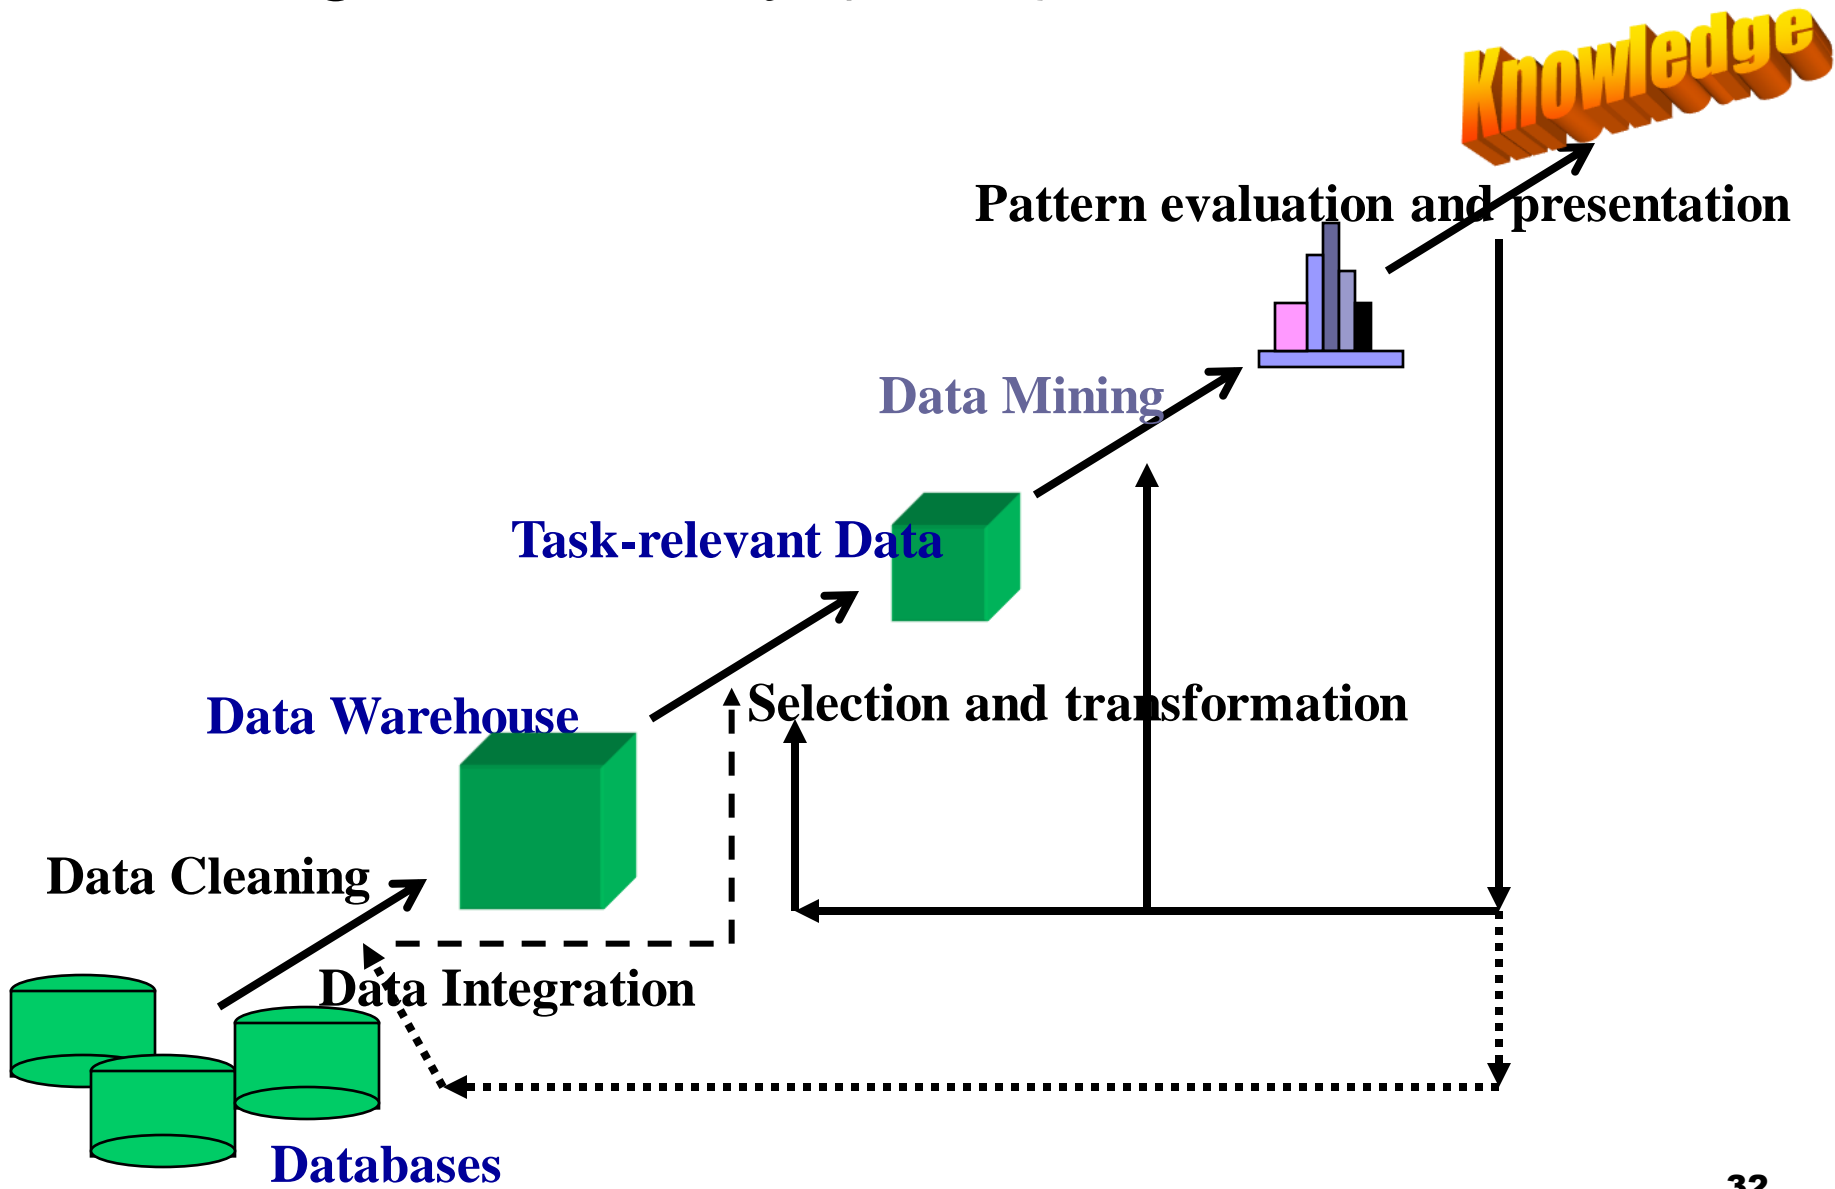 Knowledge
Pattern evaluation and presentation
Data Mining
Task-relevant Data
Selection and transformation
Data Warehouse
Data Cleaning
Data Integration
Databases
32